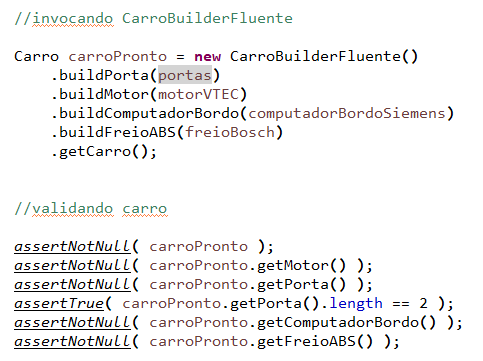 //invocando CarroBuilderFluente
Carro carroPronto = new CarroBuilderFluente()
.buildPorta(portas)
.buildMotor(motorVTEC)
.buildComputadorBordo(computadorBordoSiemens)
.buildFreioABS(freioBosch)
.getCarro();
//validando carro
assertNotNull( carroPronto );
assertNotNull( carroPronto.getMotor() );
assertNotNull( carroPronto.getPorta() );
assertTrue( carroPronto.getPorta().length == 2 );
assertNotNull( carroPronto.getComputadorBordo() );
assertNotNull( carroPronto.getFreioABS() );